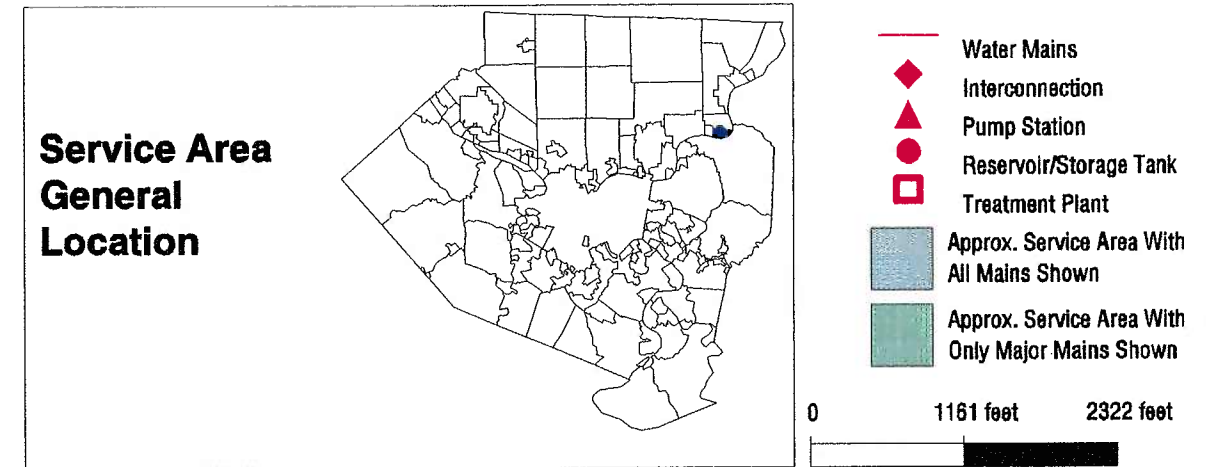 Service Area
General
Location
Water Mains
Interconnection
Pump Station
Reservoir/Storage Tank
Treatment Plant
Approx. Service Area With
All Mains Shown
Approx. Service Area With
Only Major Mains Shown
0 1161 feet 2322 feet